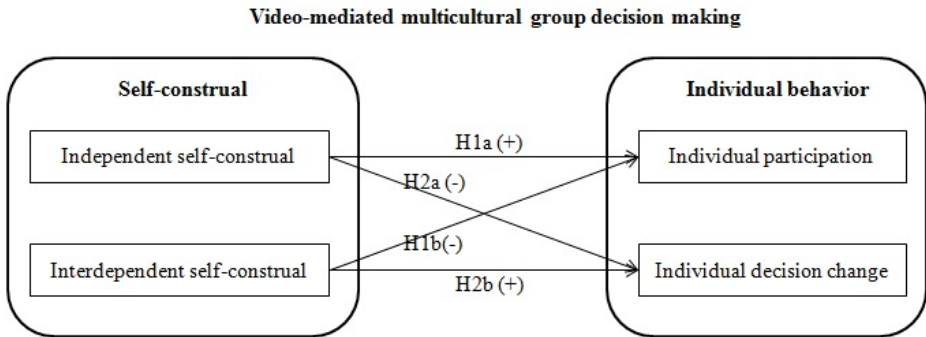 Video-mediated multicultural group decision making
Self-construal
Individual behavior
Independent self-construal
H1a (+)
Individual participation
H2a (-)
H1b(-)
Interdependent self-construal
H2b (+)
Individual decision change